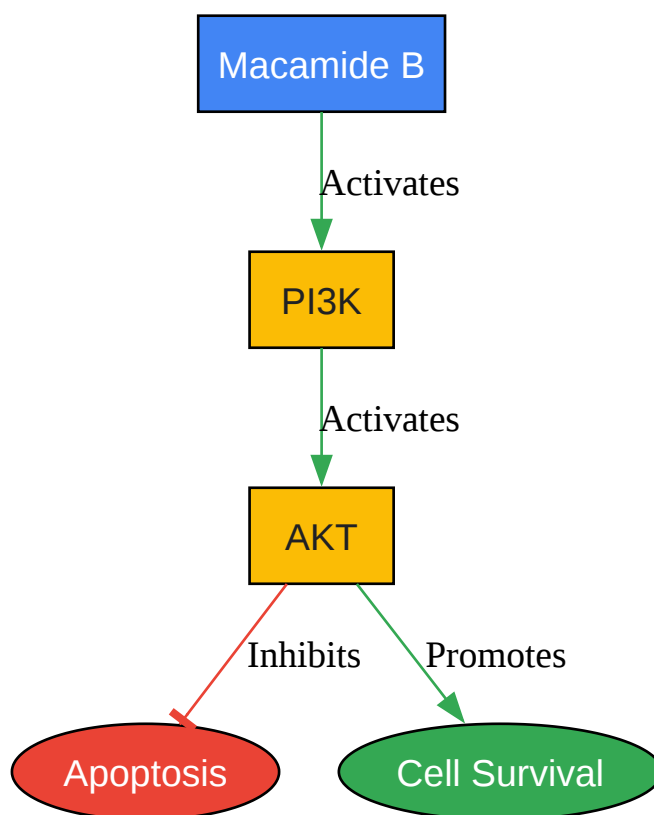 Macamide B
Activates
PI3K
Activates
AKT
Inhibits
Promotes
Apoptosis
Cell Survival